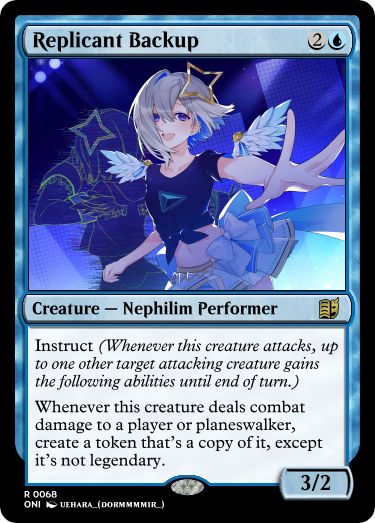 Replicant Backup
2
Creature — Nephilim Performer
Instruct (Whenever this creature attacks, up
to one other target attacking creature gains
the following abilities until end of turn.)
Whenever this creature deals combat
damage to a player or planeswalker,
create a token that's a copy of it, except
it's not legendary.
3/2
R 0068
ONI UEHARA_(DORMMMMIR_)